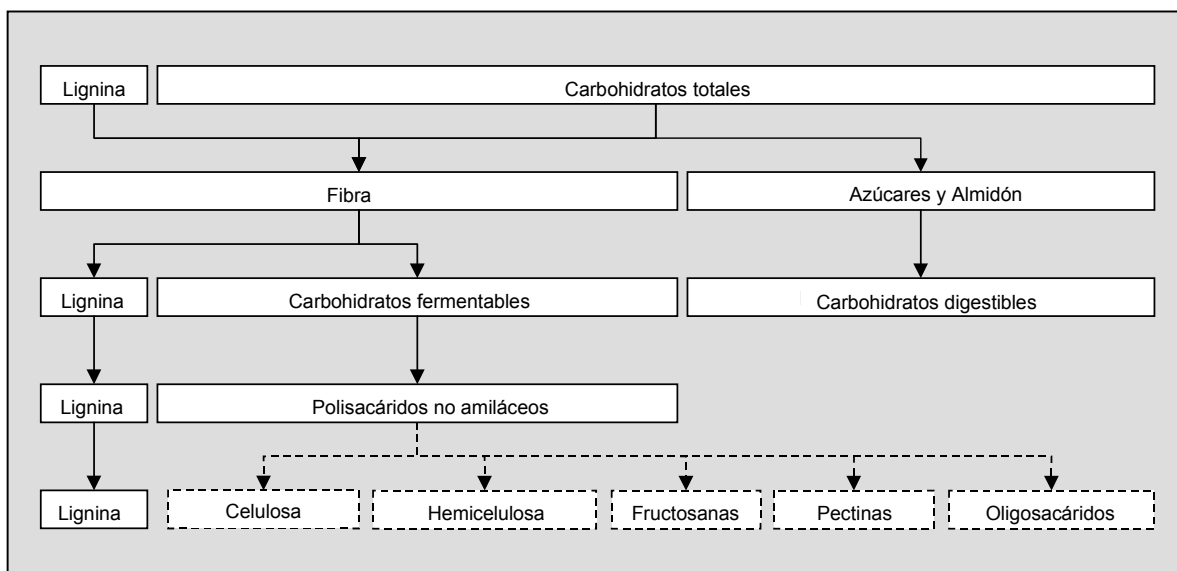 Lignina
Carbohidratos totales
Fibra
Azúcares y Almidón
Lignina
Carbohidratos fermentables
Carbohidratos digestibles
Lignina
Polisacáridos no amiláceos
Lignina
Celulosa
Hemicelulosa
Fructosanas
Pectinas
Oligosacáridos